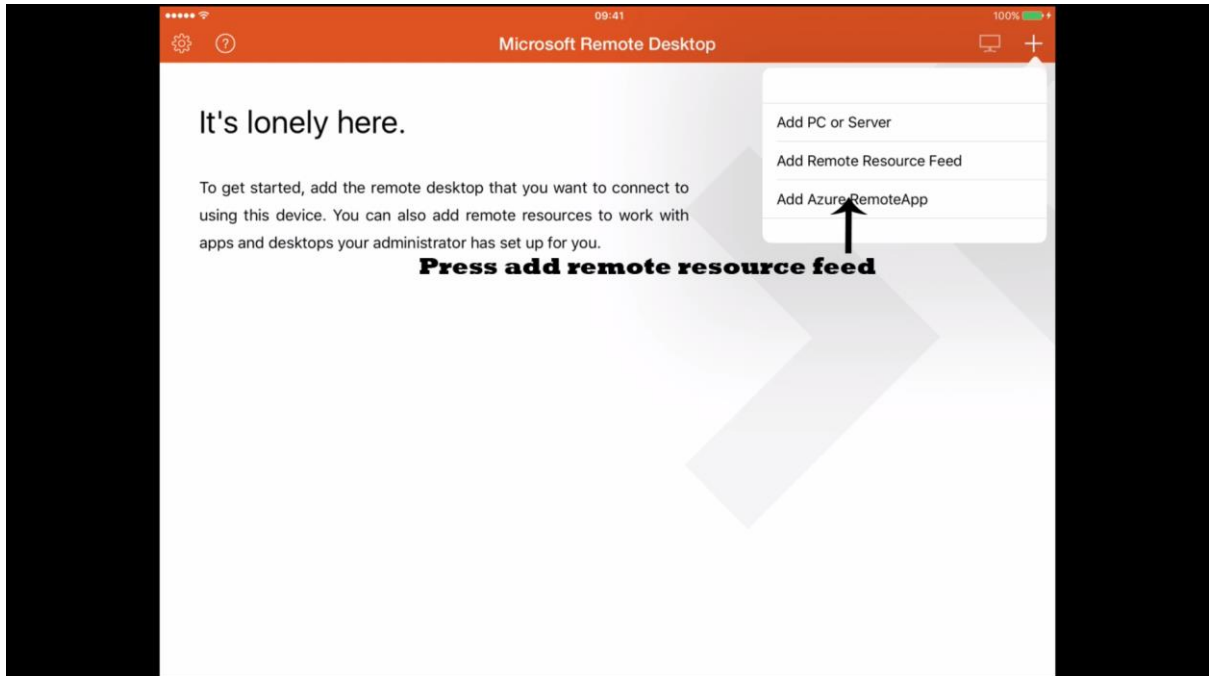 09:41
100%
Microsoft Remote Desktop
It's lonely here.
To get started, add the remote desktop that you want to connect to
using this device. You can also add remote resources to work with
apps and desktops your administrator has set up for you.
Add PC or Server
Add Remote Resource Feed
Add Azure RemoteApp
Press add remote resource feed